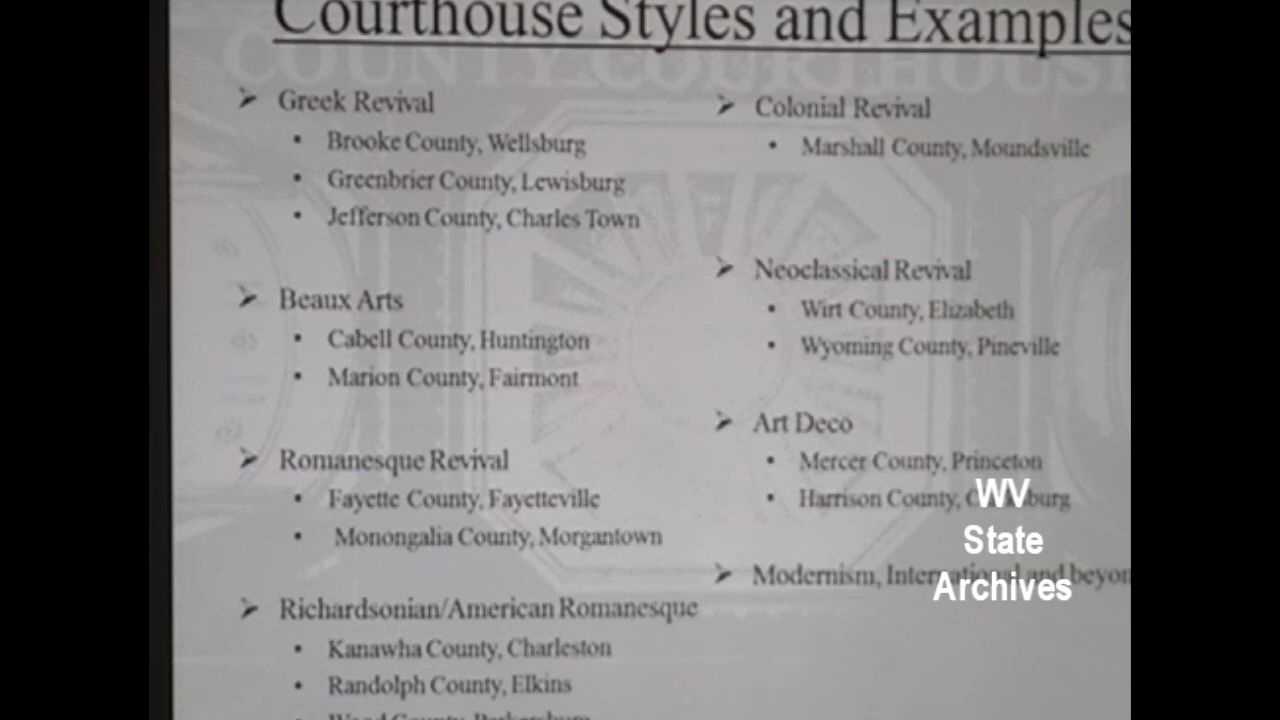 Courthouse Styles and Examples
COUNTY COURTHOUSE
➢ Greek Revival
• Brooke County, Wellsburg
• Greenbrier County, Lewisburg
• Jefferson County, Charles Town
➢ Beaux Arts
• Cabell County, Huntington
• Marion County, Fairmont
➢ Romanesque Revival
• Fayette County, Fayetteville
• Monongalia County, Morgantown
➢ Richardsonian/American Romanesque
• Kanawha County, Charleston
• Randolph County, Elkins
➢ Colonial Revival
• Marshall County, Moundsville
➢ Neoclassical Revival
• Wirt County, Elizabeth
• Wyoming County, Pineville
➢ Art Deco
• Mercer County, Princeton
• Harrison County,
➢ Modernism,
WV
State
Archives